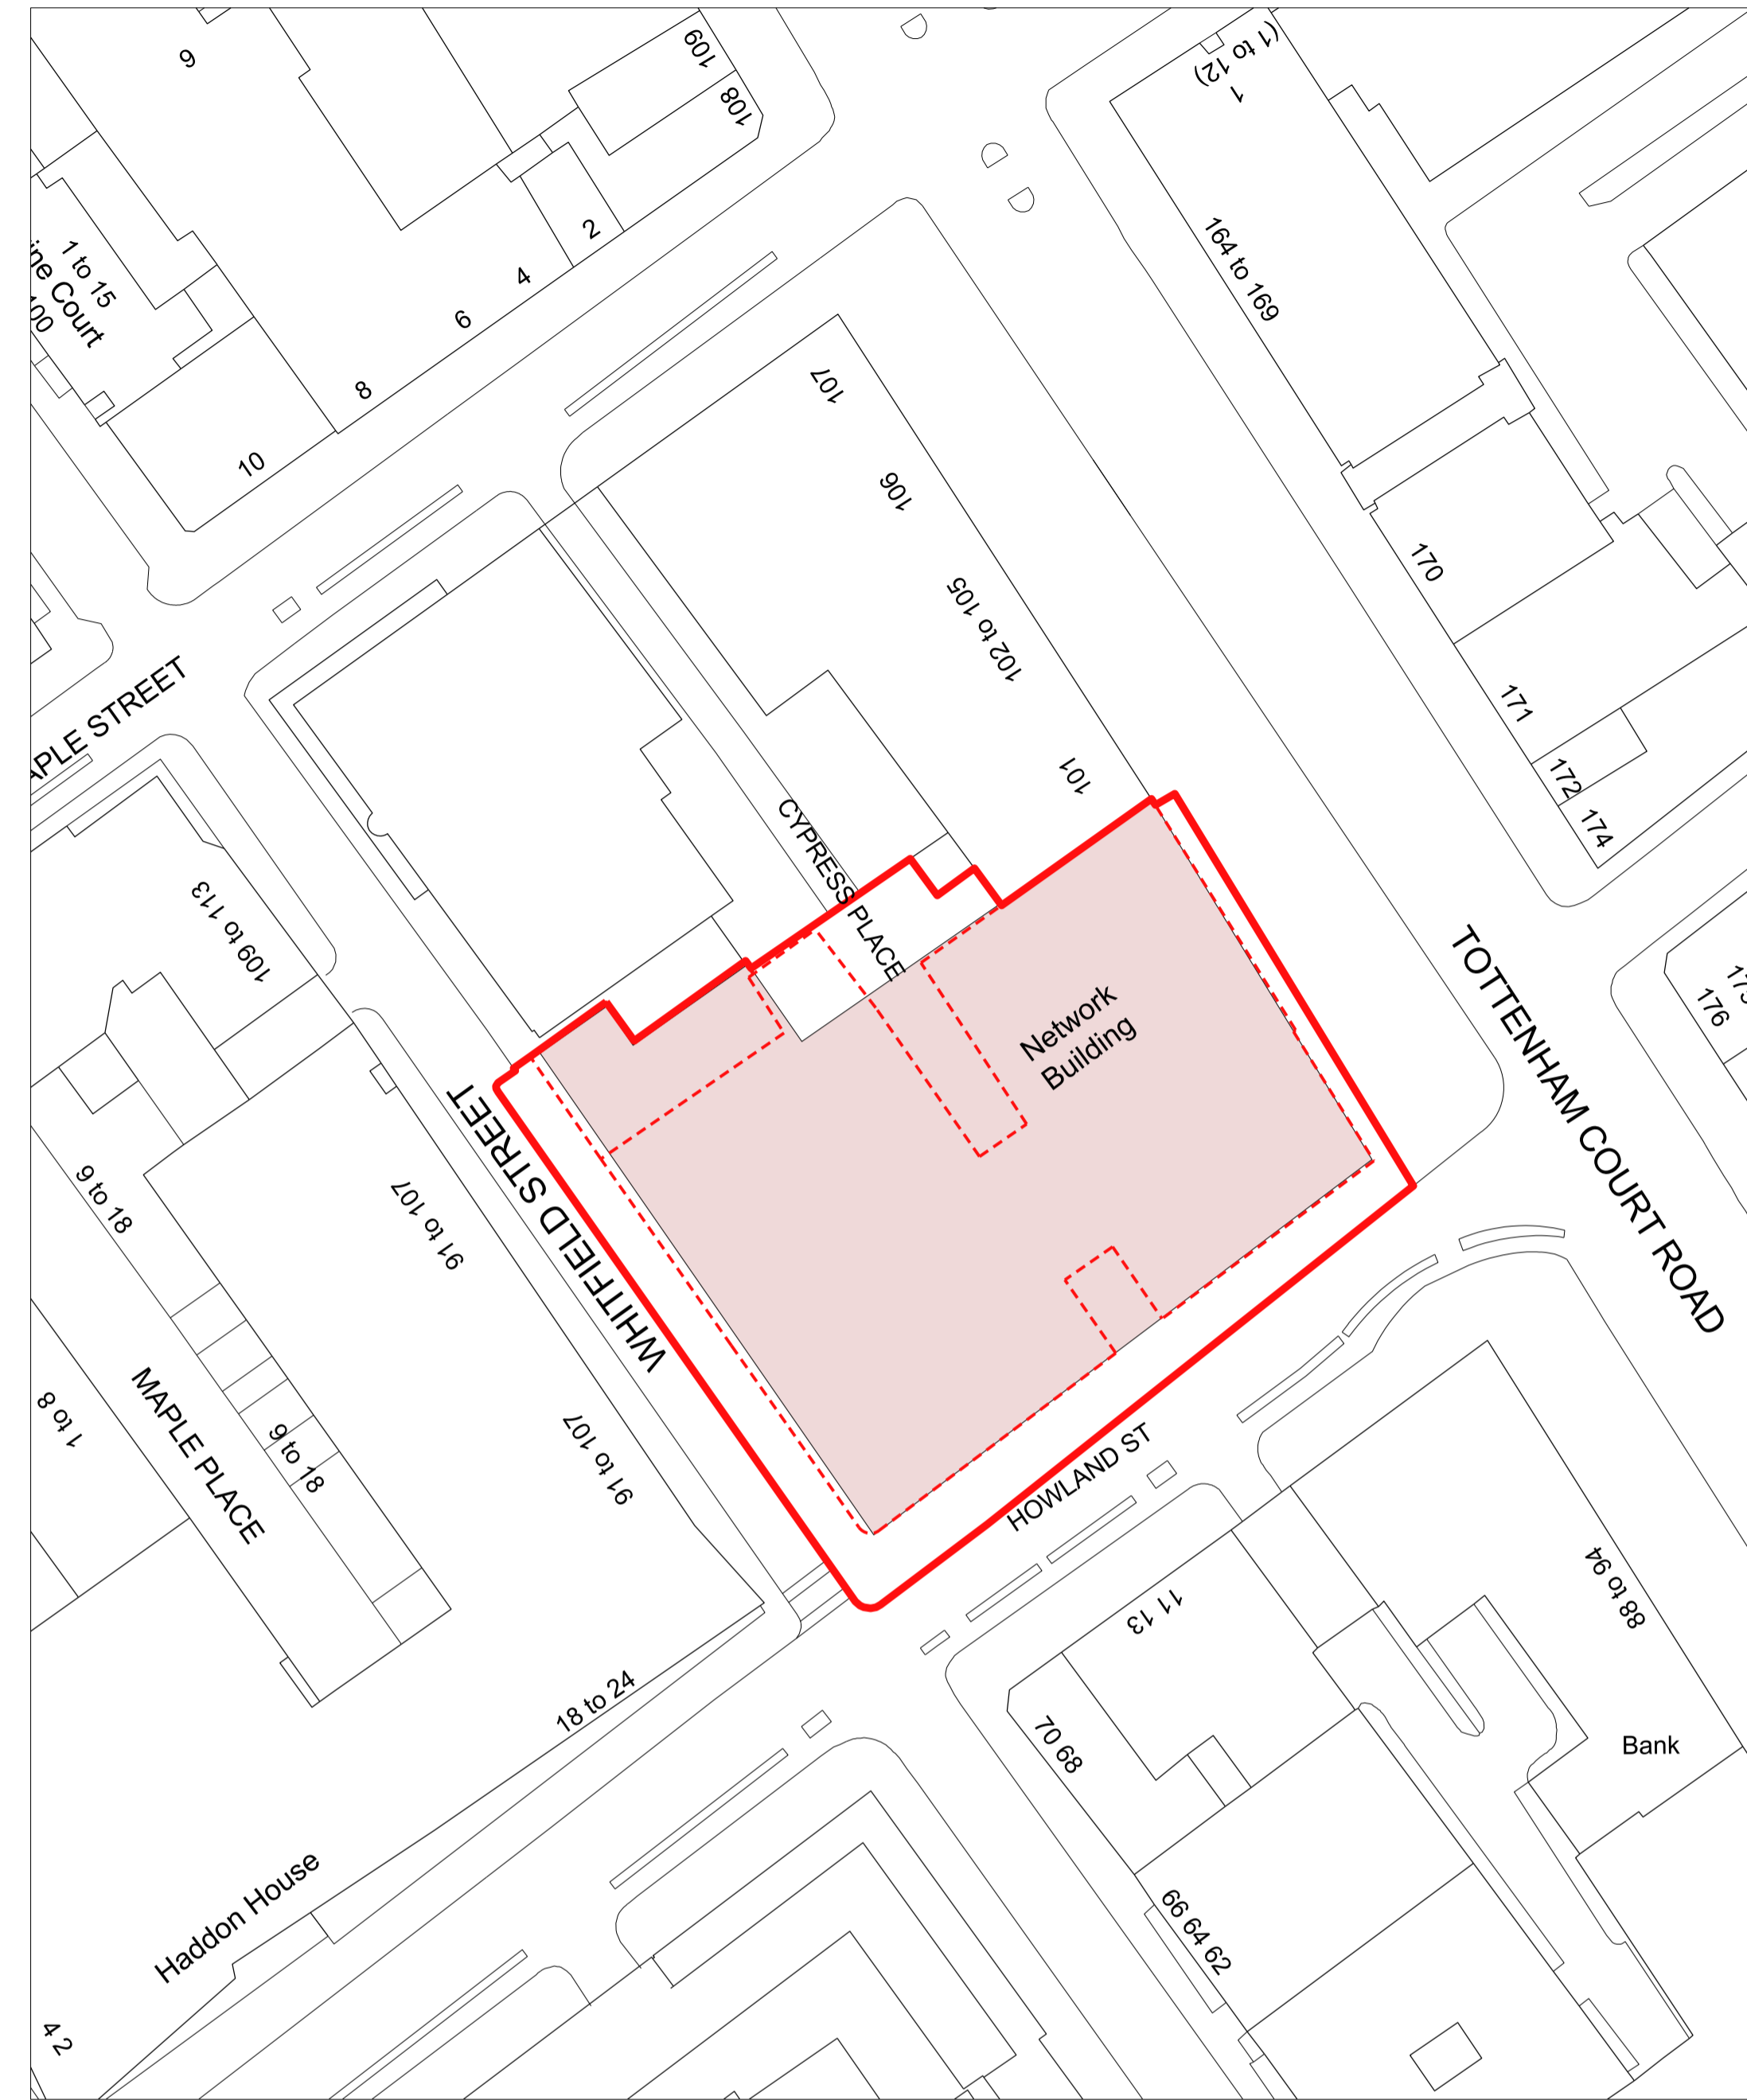 9
109
108
1
(1 to 12)
1 to 15
ine Court
100
2
4
6
8
10
164 to 169
107
106
102 to 105
101
170
171
172
174
176
APLE STREET
CYPRESS PLACE
109 to 113
Network
Building
TOTTENHAM COURT ROAD
WHITFIELD STREET
9 to 18
91 to 107
MAPLE PLACE
1 to 8
9 to 18
91 to 107
HOWLAND ST
11 13
88 to 94
18 to 24
70 68
Bank
Haddon House
66 64 62
4 2